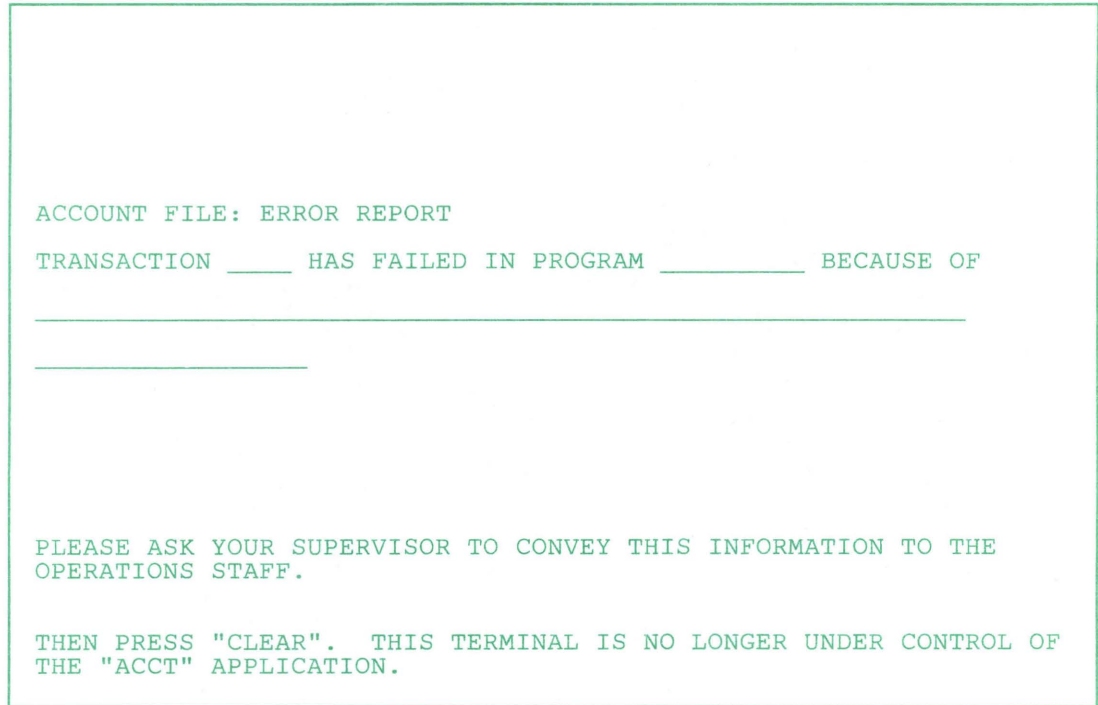 ACCOUNT FILE: ERROR REPORT
TRANSACTION ____ HAS FAILED IN PROGRAM _________ BECAUSE OF
__________________________________________________________
_________________
PLEASE ASK YOUR SUPERVISOR TO CONVEY THIS INFORMATION TO THE
OPERATIONS STAFF.
THEN PRESS "CLEAR".  THIS TERMINAL IS NO LONGER UNDER CONTROL OF
THE "ACCT" APPLICATION.